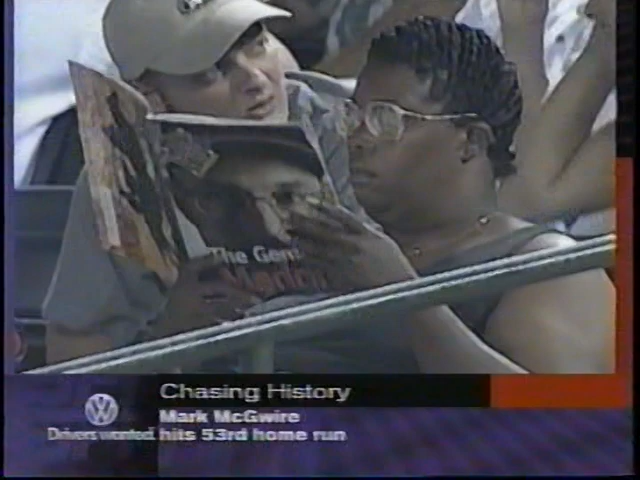 The Gen
Chasing History
Mark McGwire
hits 53rd home run
Drivers wanted.